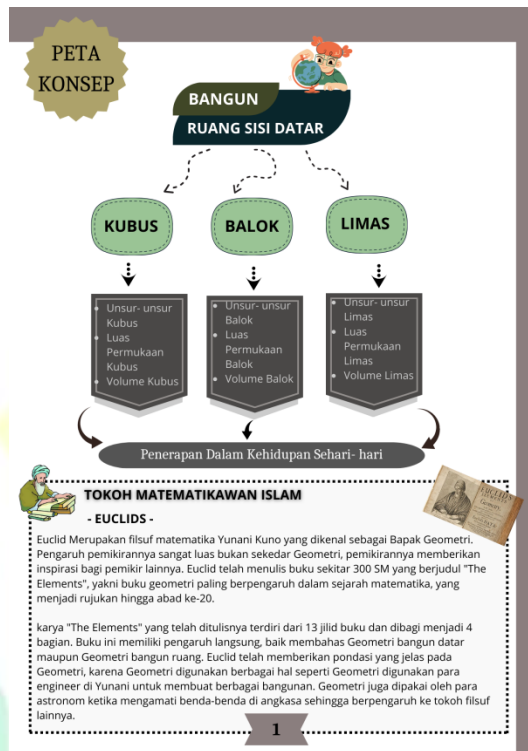 PETA
KONSEP
BANGUN
RUANG SISI DATAR
KUBUS
BALOK
LIMAS
Unsur- unsur
Kubus
Luas
Permukaan
Kubus
Volume Kubus
Unsur- unsur
Balok
Luas
Permukaan
Balok
Volume Balok
Unsur- unsur
Limas
Luas
Permukaan
Limas
Volume Limas
Penerapan Dalam Kehidupan Sehari- hari
TOKOH MATEMATIKAWAN ISLAM
- EUCLIDS -
Euclid Merupakan filsuf matematika Yunani Kuno yang dikenal sebagai Bapak Geometri.
Pengaruh pemikirannya sangat luas bukan sekedar Geometri, pemikirannya memberikan
inspirasi bagi pemikir lainnya. Euclid telah menulis buku sekitar 300 SM yang berjudul "The
Elements", yakni buku geometri paling berpengaruh dalam sejarah matematika, yang
menjadi rujukan hingga abad ke-20.
karya "The Elements" yang telah ditulisnya terdiri dari 13 jilid buku dan dibagi menjadi 4
bagian. Buku ini memiliki pengaruh langsung, baik membahas Geometri bangun datar
maupun Geometri bangun ruang. Euclid telah memberikan pondasi yang jelas pada
Geometri, karena Geometri digunakan berbagai hal seperti Geometri digunakan para
engineer di Yunani untuk membuat berbagai bangunan. Geometri juga dipakai oleh para
astronom ketika mengamati benda-benda di angkasa sehingga berpengaruh ke tokoh filsuf
lainnya.
1